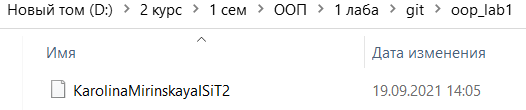 Новый том (D:) > 2 курс > 1 сем > ООП > 1 лаба > git > oop_lab1
Имя Дата изменения
KarolinaMirinskayaISiT2 19.09.2021 14:05